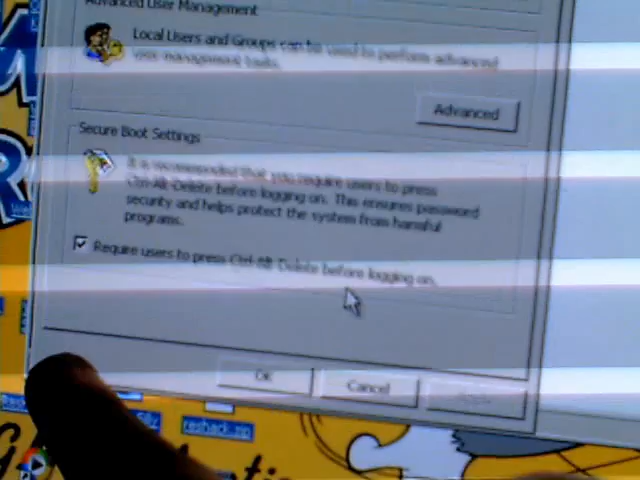 Advanced User Management
Local Users and Groups can be used to perform advanced
user management tasks.
Advanced
Secure Boot Settings
It is recommended that you require users to press
Ctrl-Alt-Delete before logging on. This ensures password
security and helps protect the system from harmful
programs.
Require users to press Ctrl-Alt-Delete before logging on.
OK
Cancel
resback.zip